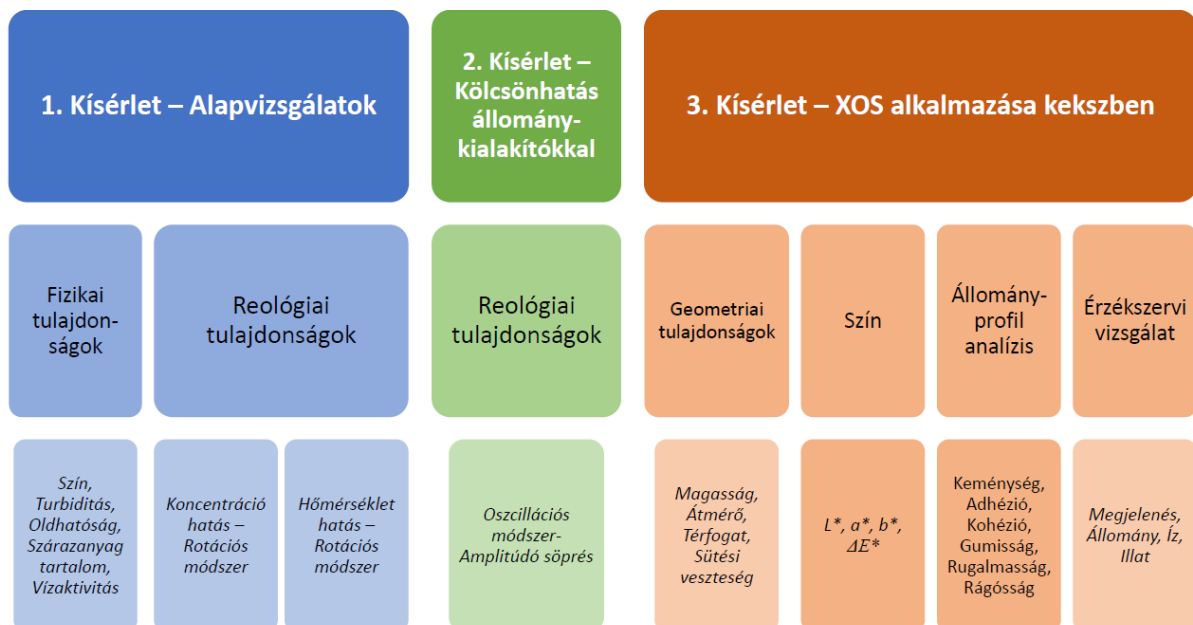 1. Kísérlet – Alapvizsgálatok
2. Kísérlet –
Kölcsönhatás
állomány-
kialakítókkal
3. Kísérlet – XOS alkalmazása kekszben
Fizikai
tulajdon-
ságok
Reológiai
tulajdonságok
Reológiai
tulajdonságok
Geometriai
tulajdonságok
Szín
Állomány-
profil
analízis
Érzékszervi
vizsgálat
Szín,
Turbiditás,
Oldhatóság,
Szárazanyag
tartalom,
Vízaktivitás
Koncentráció
hatás –
Rotációs
módszer
Hőmérséklet
hatás –
Rotációs
módszer
Oszcillációs
módszer-
Amplitúdó söprés
Magasság,
Átmérő,
Térfogat,
Sütési
veszteség
L*, a*, b*,
ΔE*
Keménység,
Adhézió,
Kohézió,
Gumisság,
Rugalmasság,
Rágósság
Megjelenés,
Állomány, Íz,
Illat